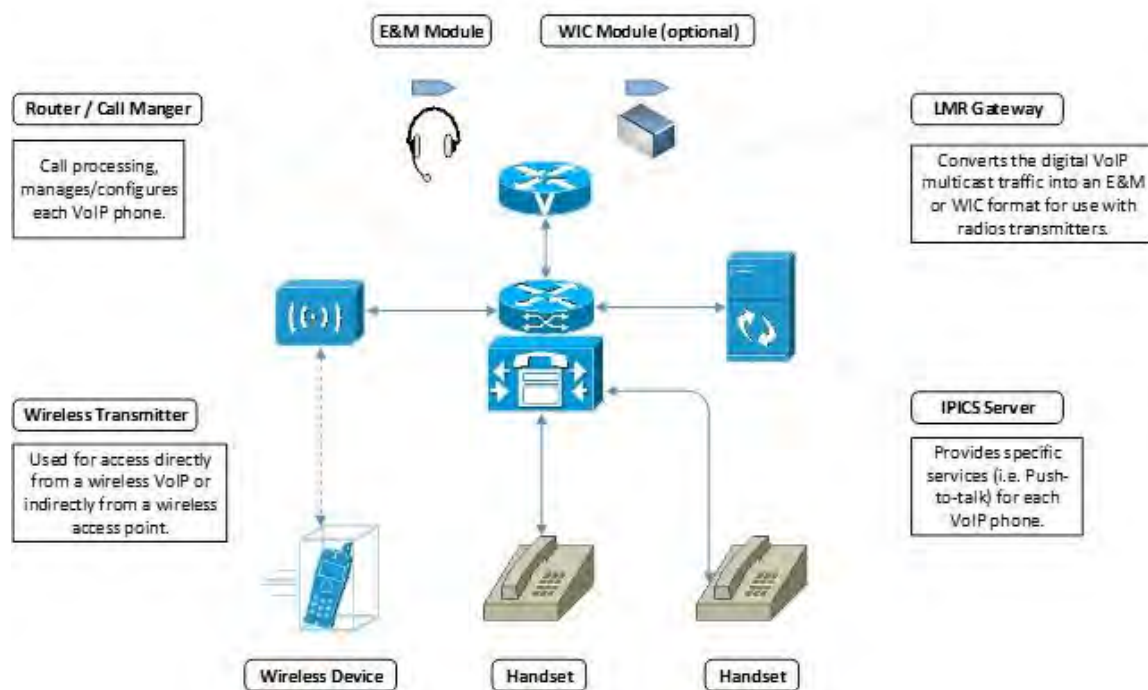 E&M Module
WIC Module (optional)
Router / Call Manger
Call processing,
manages/configures
each VoIP phone.
LMR Gateway
Converts the digital VoIP
multicast traffic into an E&M
or WIC format for use with
radios transmitters.
V
Wireless Transmitter
Used for access directly
from a wireless VoIP or
indirectly from a wireless
access point.
IPICS Server
Provides specific
services (i.e. Push-
to-talk) for each
VoIP phone.
Wireless Device
Handset
Handset